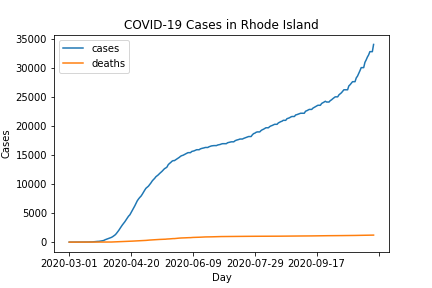 COVID-19 Cases in Rhode Island
35000
30000
25000
20000
15000
10000
5000
0
Cases
cases
deaths
2020-03-01 2020-04-20 2020-06-09 2020-07-29 2020-09-17
Day